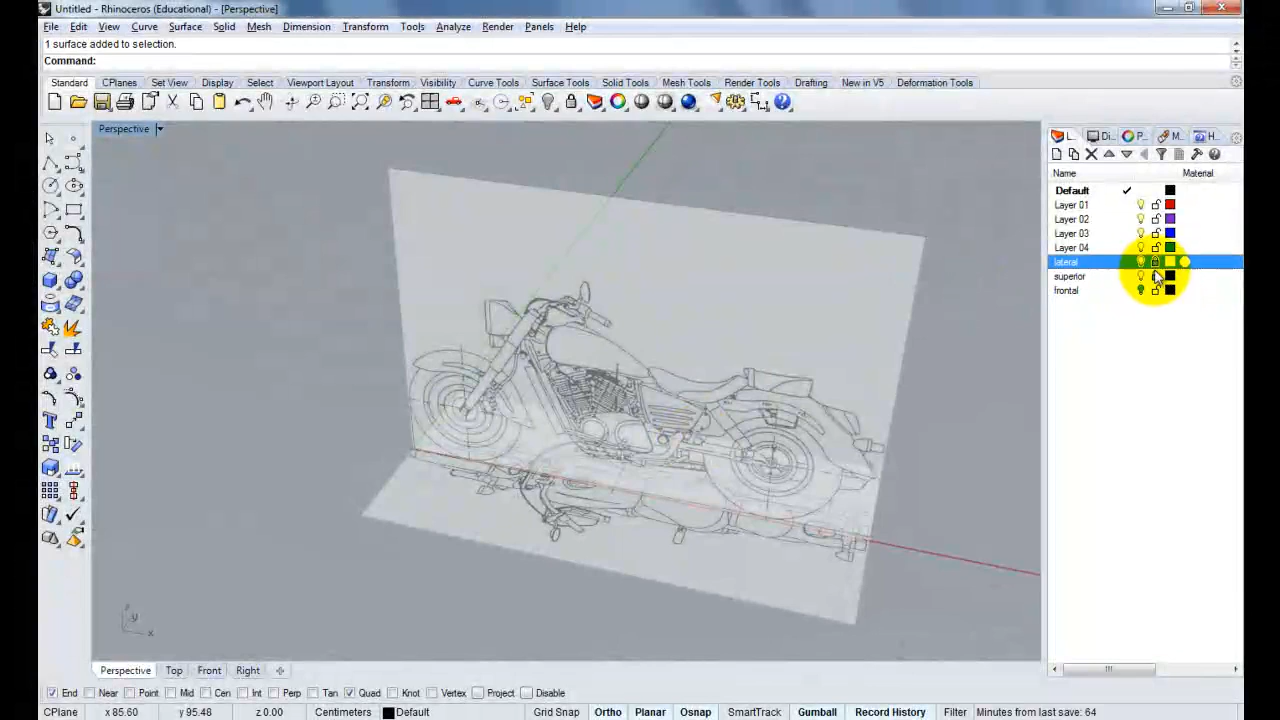 Untitled - Rhinoceros (Educational) - [Perspective]
File Edit View Curve Surface Solid Mesh Dimension Transform Tools Analyze Render Panels Help
1 surface added to selection.
Command:
Standard CPlanes Set View Display Select Viewport Layout Transform Visibility Curve Tools Surface Tools Solid Tools Mesh Tools Render Tools Drafting New in V5 Deformation Tools
Perspective
L... Di... P... M... H...
Name Material
Default
Layer 01
Layer 02
Layer 03
Layer 04
lateral
superior
frontal
z y x
Perspective Top Front Right
End Near Point Mid Cen Int Perp Tan Quad Knot Vertex Project Disable
CPlane x 85.60 y 95.48 z 0.00 Centimeters Default Grid Snap Ortho Planar Osnap SmartTrack Gumball Record History Filter Minutes from last save: 64